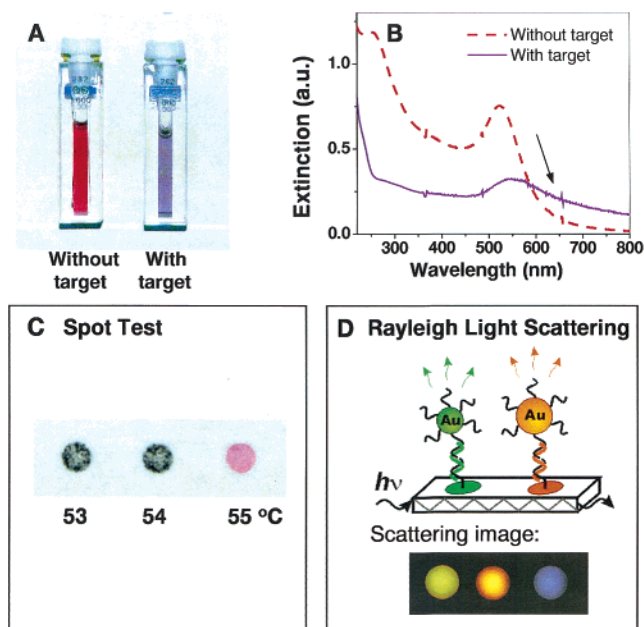 A
Without target
With target
B
Without target
With target
Extinction (a.u.)
1.0
0.5
0.0
300 400 500 600 700 800
Wavelength (nm)
C Spot Test
53 54 55 °C
D Rayleigh Light Scattering
Au Au
hν
Scattering image: